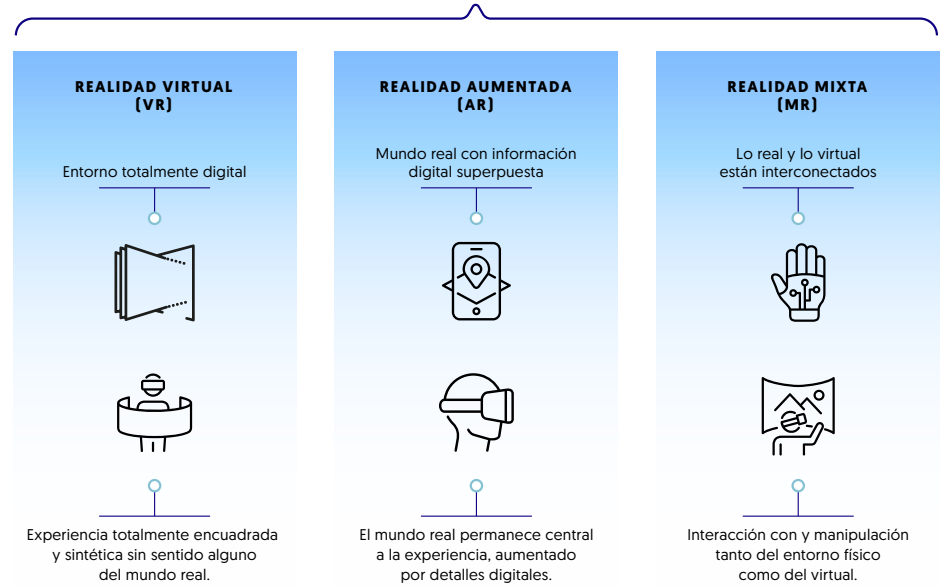 REALIDAD VIRTUAL
(VR)
Entorno totalmente digital
Experiencia totalmente encuadrada
y sintética sin sentido alguno
del mundo real.
REALIDAD AUMENTADA
(AR)
Mundo real con información
digital superpuesta
El mundo real permanece central
a la experiencia, aumentado
por detalles digitales.
REALIDAD MIXTA
(MR)
Lo real y lo virtual
están interconectados
Interacción con y manipulación
tanto del entorno físico
como del virtual.